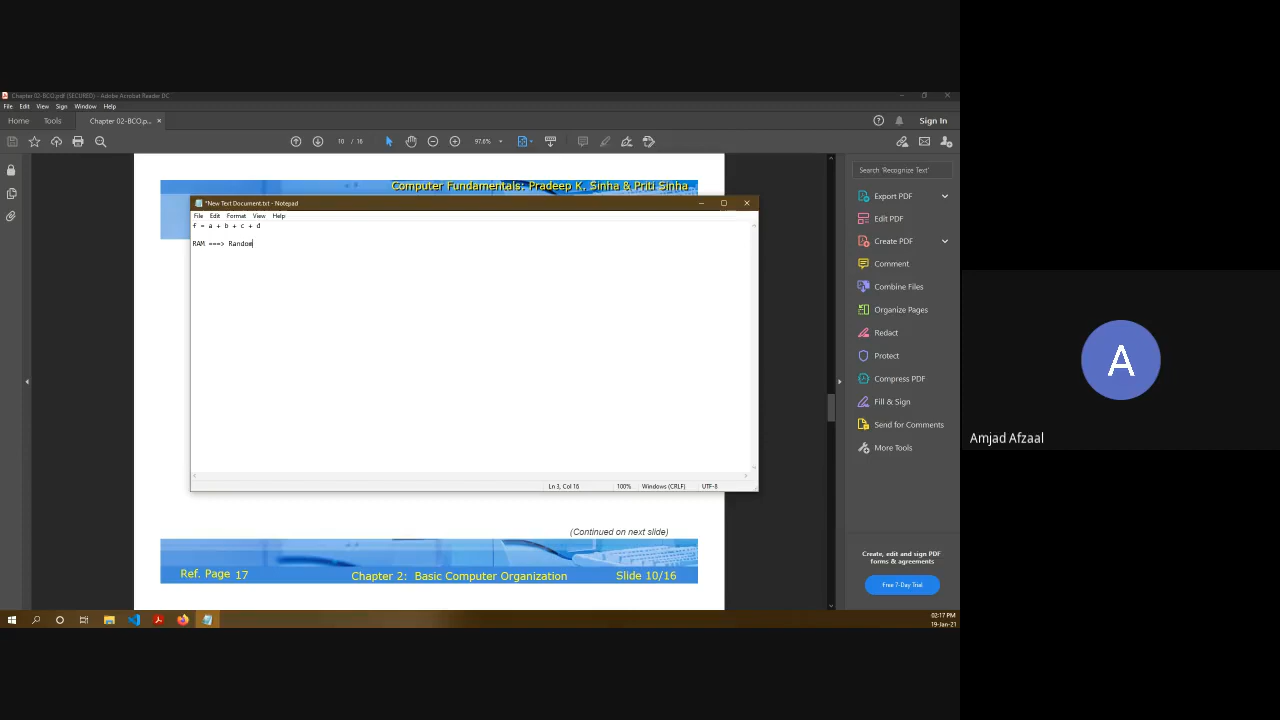 Chapter 02-BCO.pdf (SECURED) - Adobe Acrobat Reader DC
File Edit View Sign Window Help
Home Tools Chapter 02-BCO.p... × Sign In
10 / 16 97.6%
Search 'Recognize Text'
Computer Fundamentals: Pradeep K. Sinha & Priti Sinha
*New Text Document.txt - Notepad
File Edit Format View Help
f = a + b + c + d
RAM ===> Random
Ln 3, Col 16 100% Windows (CRLF) UTF-8
(Continued on next slide)
Ref. Page 17 Chapter 2: Basic Computer Organization Slide 10/16
Export PDF
Edit PDF
Create PDF
Comment
Combine Files
Organize Pages
Redact
Protect
Compress PDF
Fill & Sign
Send for Comments
More Tools
Create, edit and sign PDF
forms & agreements
Free 7-Day Trial
02:17 PM
19-Jan-21
A
Amjad Afzaal